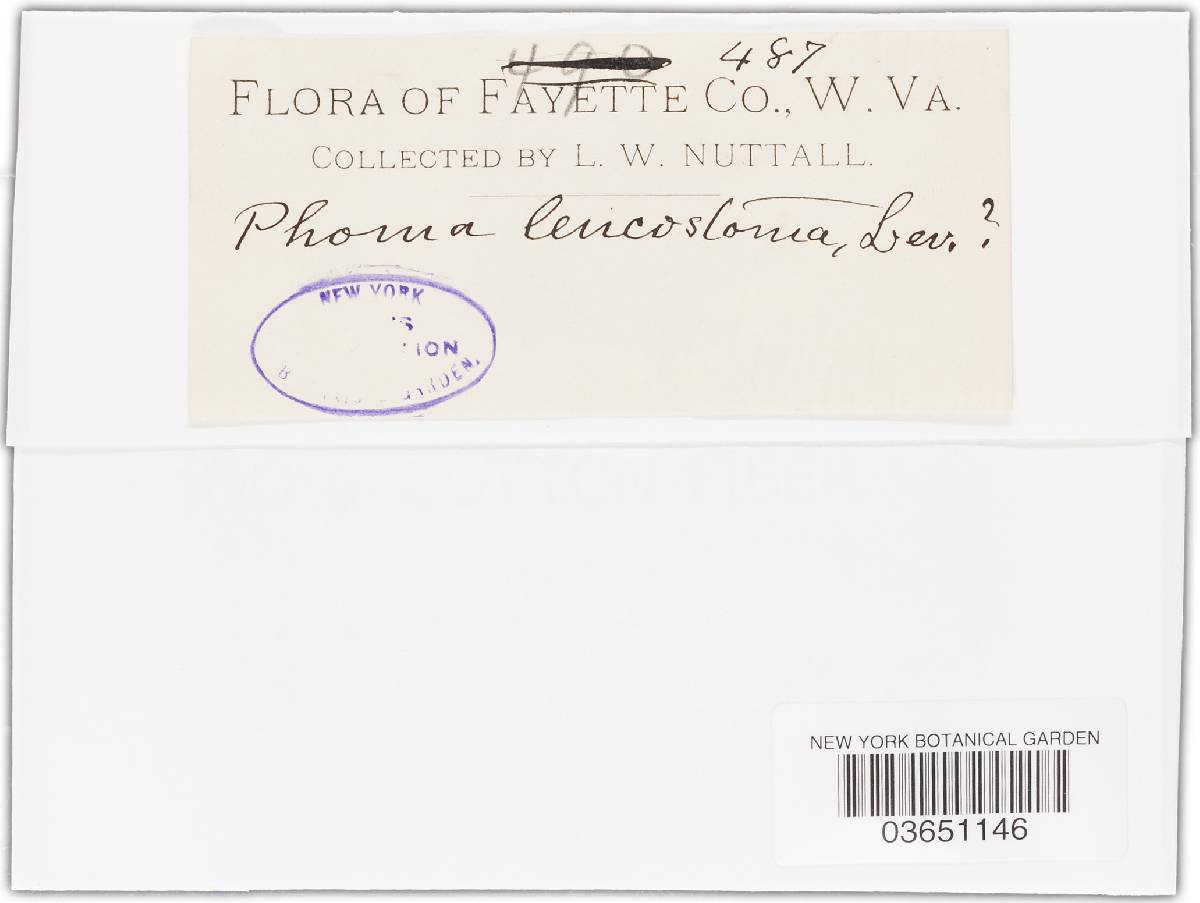 490 487
FLORA OF FAYETTE CO., W. VA.
COLLECTED BY L. W. NUTTALL.
Phoma leucostoma, Lev. ?
NEW YORK
GARDEN.
NEW YORK BOTANICAL GARDEN
03651146